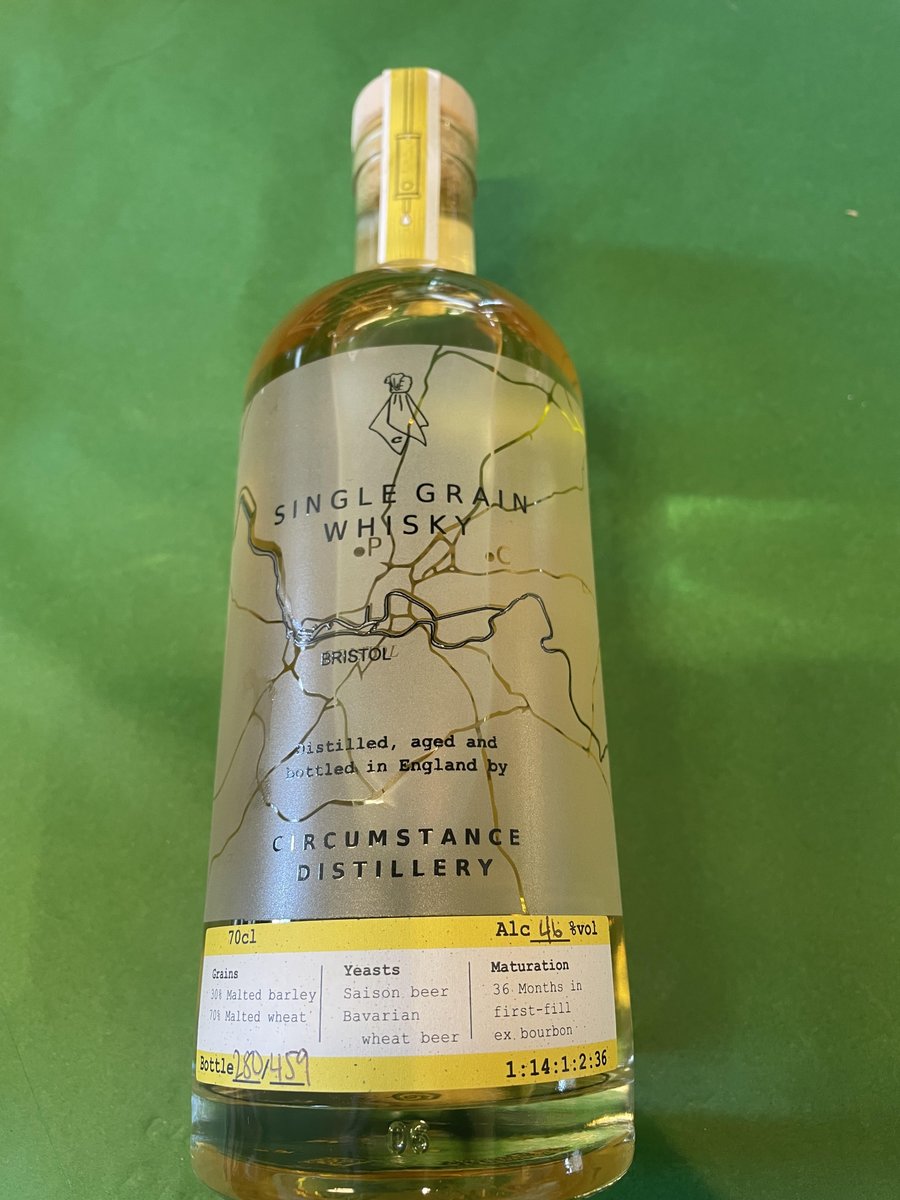 C
SINGLE GRAIN
WHISKY
P
C
BRISTOL
Distilled, aged and
bottled in England by
CIRCUMSTANCE
DISTILLERY
70cl
Alc 46 %vol
Grains
30% Malted barley
70% Malted wheat
Yeasts
Saison beer
Bavarian
wheat beer
Maturation
36 Months in
first-fill
ex bourbon
Bottle 280/459
1:14:1:2:36